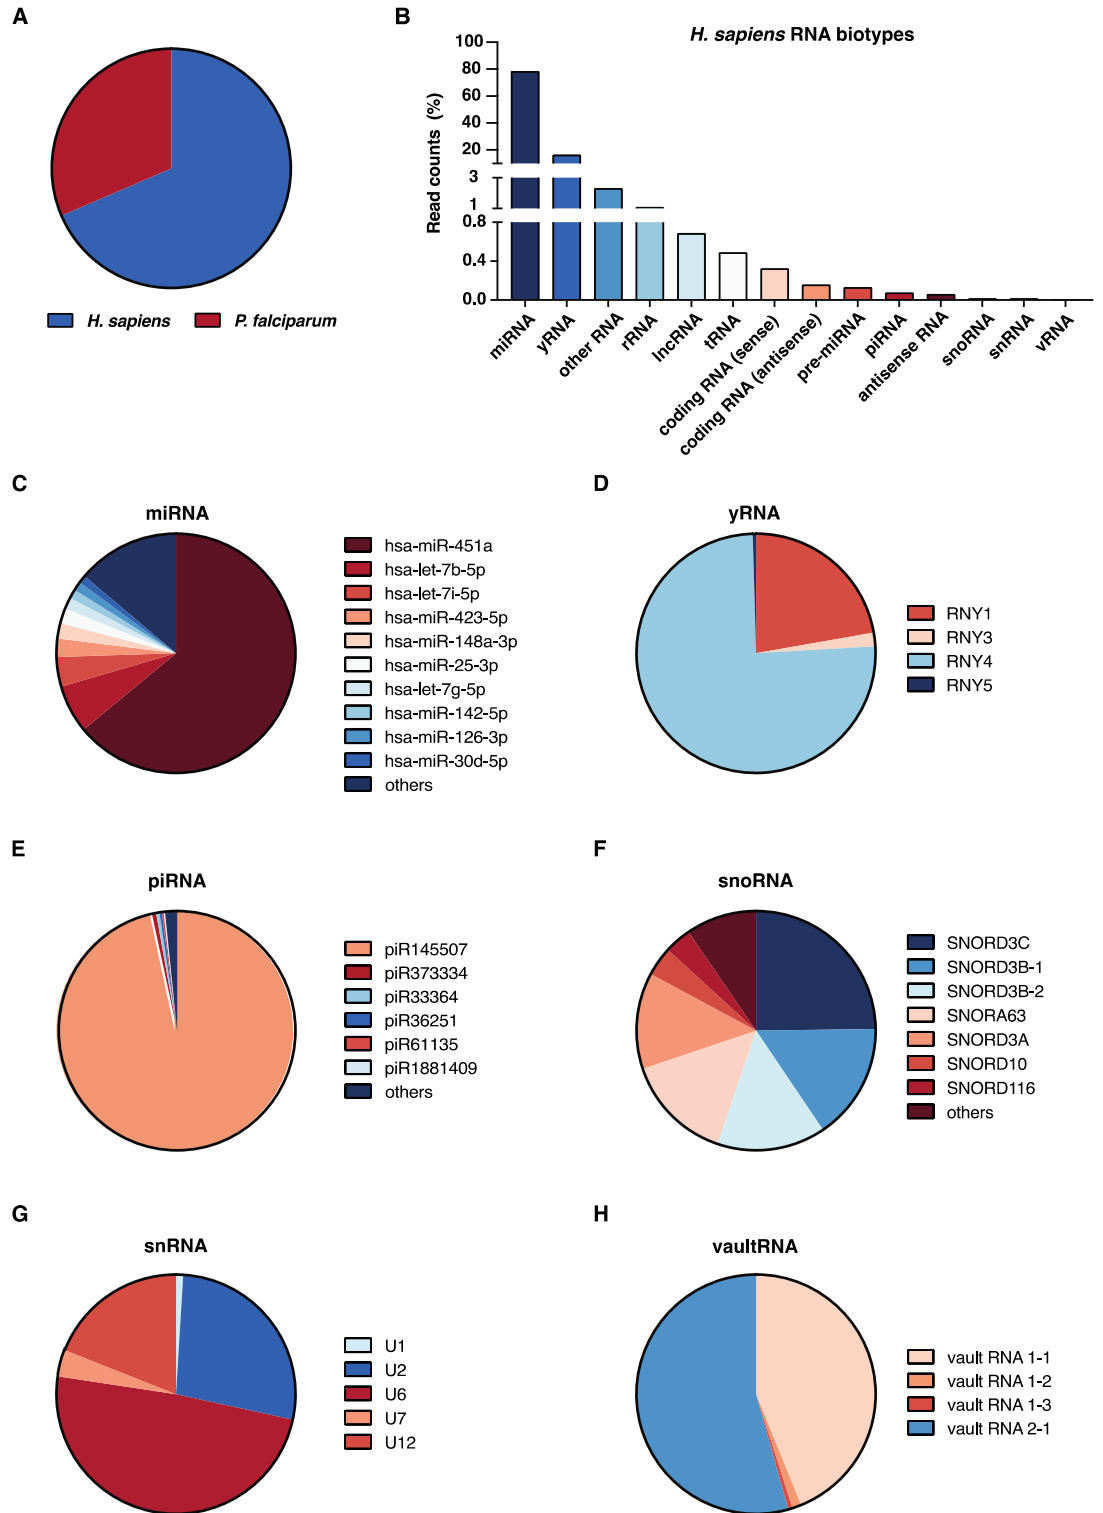 A
H. sapiens
P. falciparum
B
H. sapiens RNA biotypes
Read counts (%)
100
80
60
40
20
3
1
0.8
0.4
0.0
miRNA
yRNA
other RNA
rRNA
lncRNA
tRNA
coding RNA (sense)
coding RNA (antisense)
pre-miRNA
piRNA
antisense RNA
snoRNA
snRNA
vRNA
C
miRNA
hsa-miR-451a
hsa-let-7b-5p
hsa-let-7i-5p
hsa-miR-423-5p
hsa-miR-148a-3p
hsa-miR-25-3p
hsa-let-7g-5p
hsa-miR-142-5p
hsa-miR-126-3p
hsa-miR-30d-5p
others
D
yRNA
RNY1
RNY3
RNY4
RNY5
E
piRNA
piR145507
piR373334
piR33364
piR36251
piR61135
piR1881409
others
F
snoRNA
SNORD3C
SNORD3B-1
SNORD3B-2
SNORA63
SNORD3A
SNORD10
SNORD116
others
G
snRNA
U1
U2
U6
U7
U12
H
vaultRNA
vault RNA 1-1
vault RNA 1-2
vault RNA 1-3
vault RNA 2-1